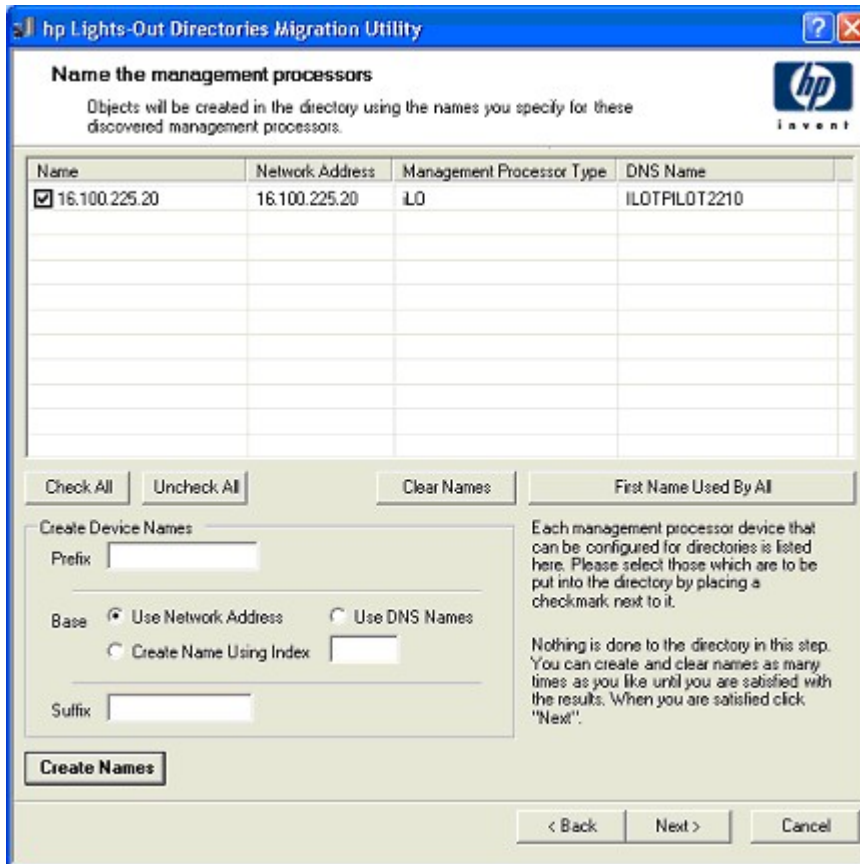 hp Lights-Out Directories Migration Utility
Name the management processors
Objects will be created in the directory using the names you specify for these
discovered management processors.
hp
invent
Name Network Address Management Processor Type DNS Name
16.100.225.20 16.100.225.20 iLO ILOTPILOT2210
Check All Uncheck All Clear Names First Name Used By All
Create Device Names
Prefix
Base Use Network Address Use DNS Names
Create Name Using Index
Suffix
Create Names
Each management processor device that
can be configured for directories is listed
here. Please select those which are to be
put into the directory by placing a
checkmark next to it.
Nothing is done to the directory in this step.
You can create and clear names as many
times as you like until you are satisfied with
the results. When you are satisfied click
"Next".
< Back Next > Cancel